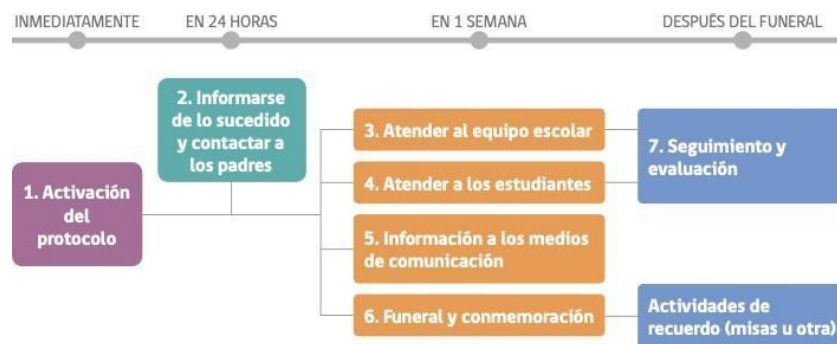 INMEDIATAMENTE
EN 24 HORAS
EN 1 SEMANA
DESPUÉS DEL FUNERAL
1. Activación
del
protocolo
2. Informarse
de lo sucedido
y contactar a
los padres
3. Atender al equipo escolar
4. Atender a los estudiantes
5. Información a los medios
de comunicación
6. Funeral y conmemoración
7. Seguimiento y
evaluación
Actividades de
recuerdo (misas u otra)